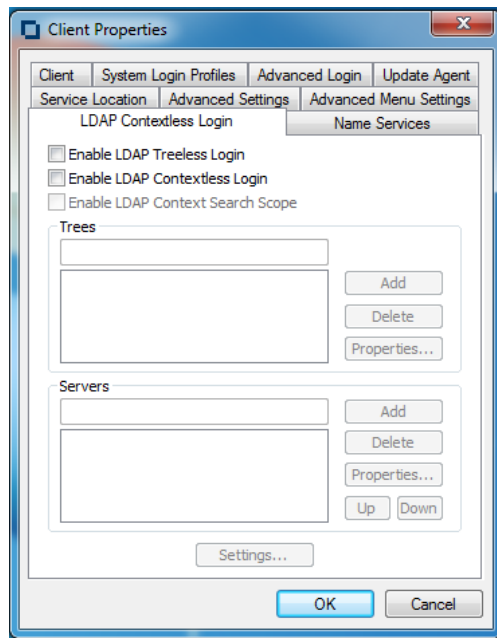 Client Properties
Client System Login Profiles Advanced Login Update Agent
Service Location Advanced Settings Advanced Menu Settings
LDAP Contextless Login Name Services
Enable LDAP Treeless Login
Enable LDAP Contextless Login
Enable LDAP Context Search Scope
Trees
Add
Delete
Properties...
Servers
Add
Delete
Properties...
Up Down
Settings...
OK Cancel